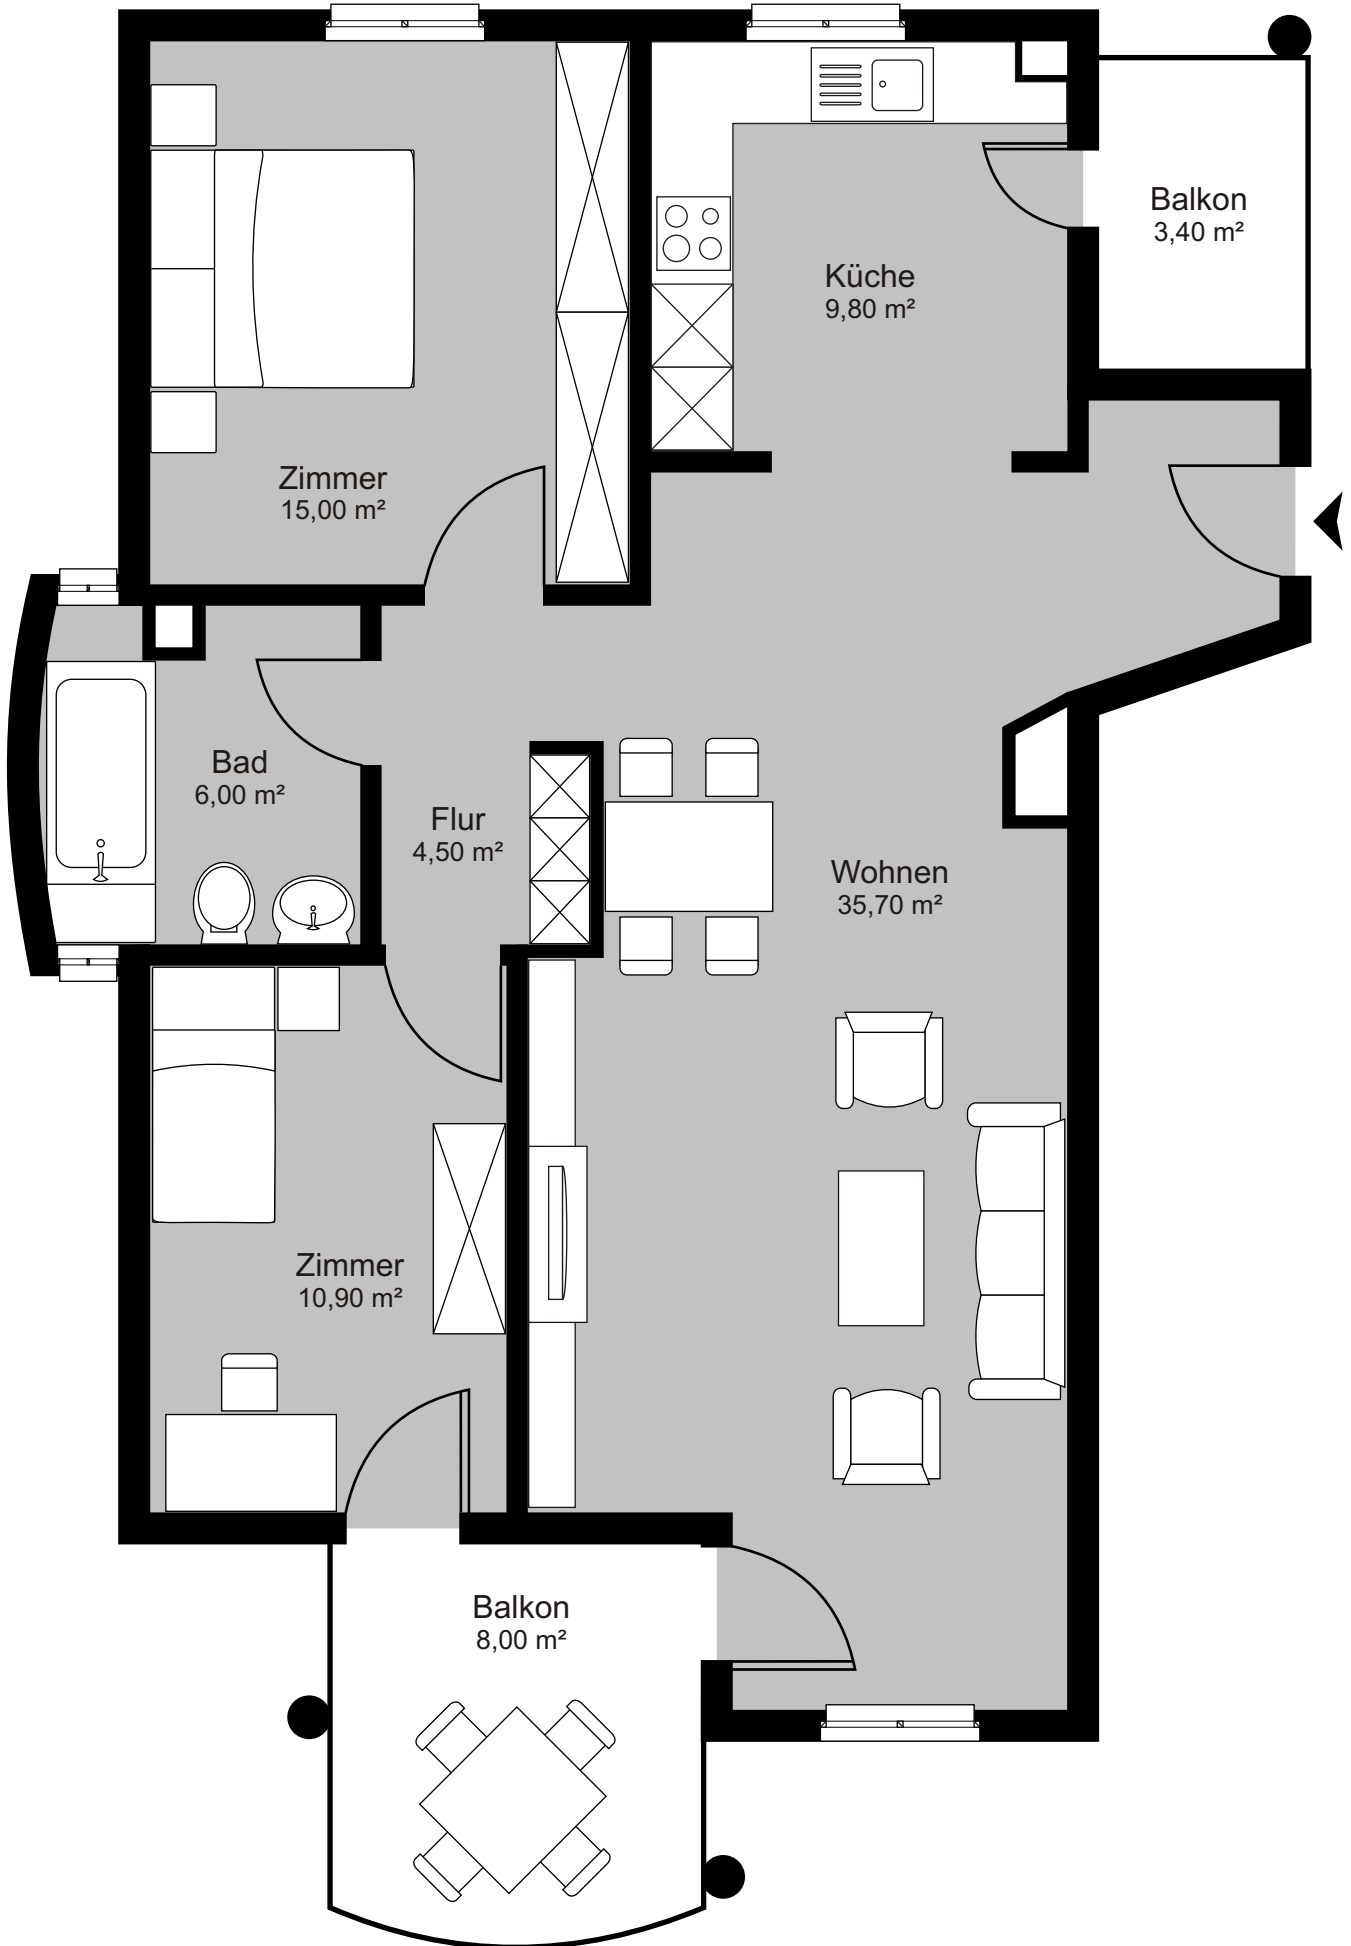 Balkon
3,40 m²
Küche
9,80 m²
Zimmer
15,00 m²
Bad
6,00 m²
Flur
4,50 m²
Wohnen
35,70 m²
Zimmer
10,90 m²
Balkon
8,00 m²